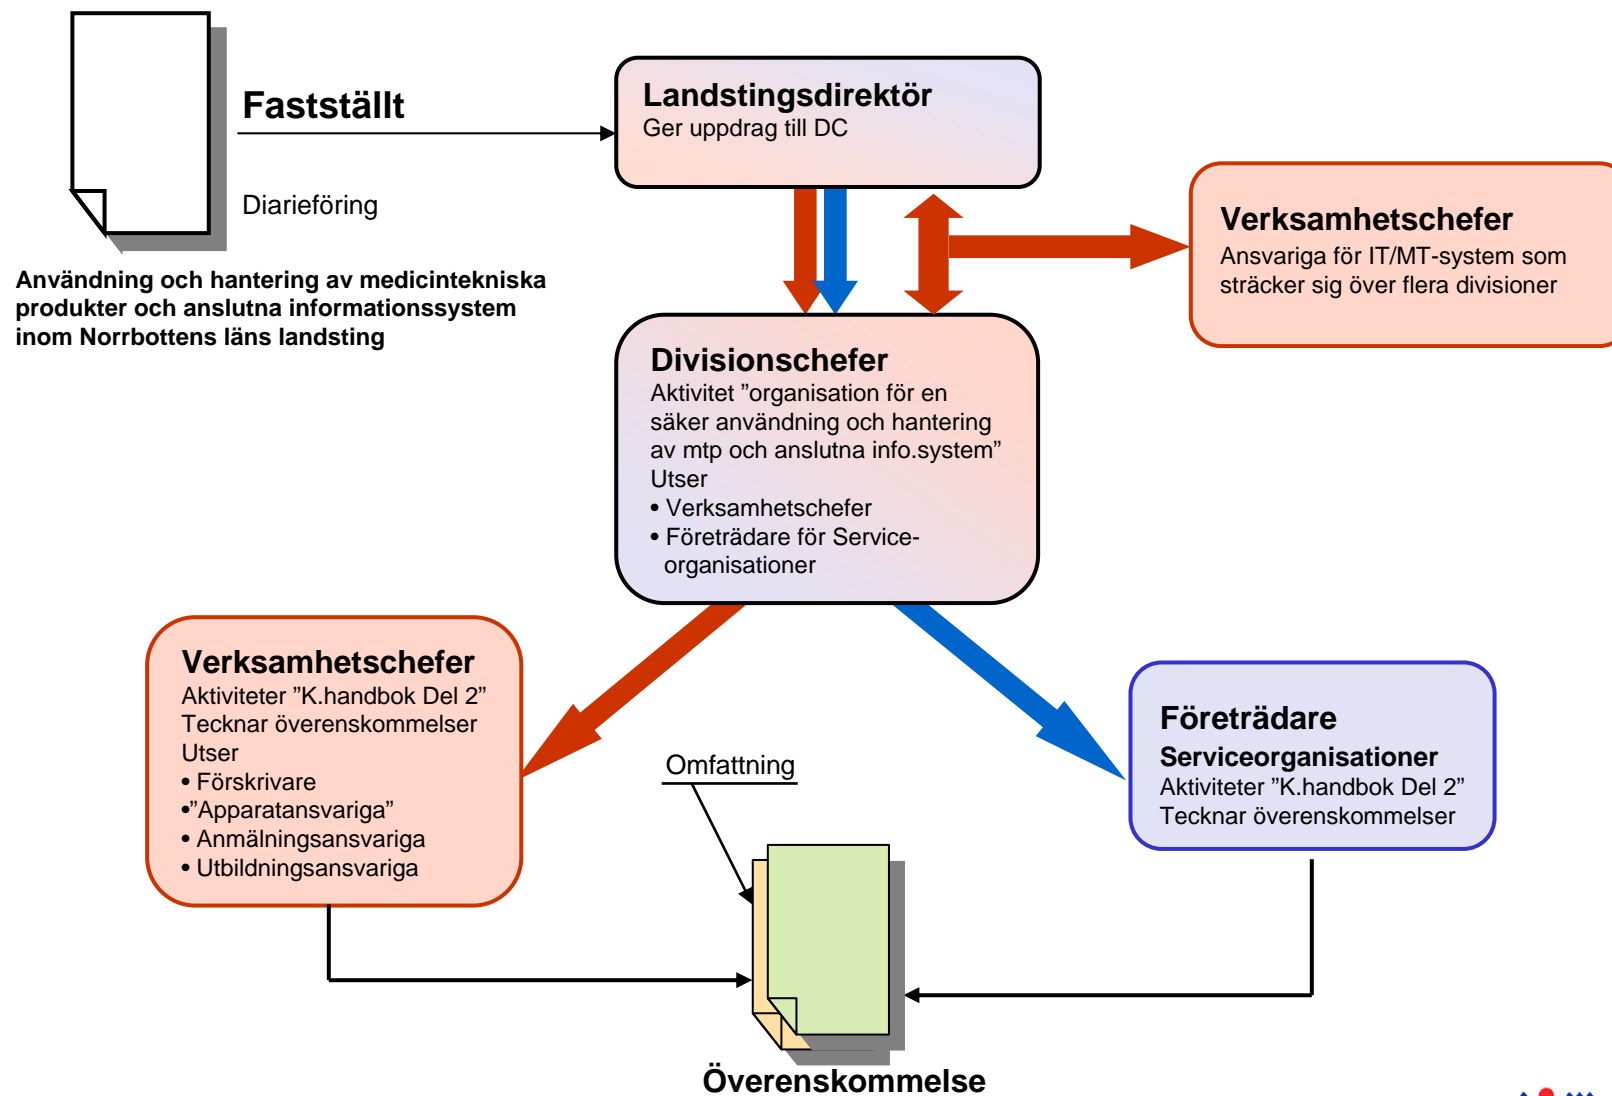 Fastställt
Diarieföring
Användning och hantering av medicintekniska
produkter och anslutna informationssystem
inom Norrbottens läns landsting
Landstingsdirektör
Ger uppdrag till DC
Verksamhetschefer
Ansvariga för IT/MT-system som
sträcker sig över flera divisioner
Divisionschefer
Aktivitet ”organisation för en
säker användning och hantering
av mtp och anslutna info.system”
Utser
• Verksamhetschefer
• Företrädare för Service-
organisationer
Verksamhetschefer
Aktiviteter ”K.handbok Del 2”
Tecknar överenskommelser
Utser
• Förskrivare
•”Apparatansvariga”
• Anmälningsansvariga
• Utbildningsansvariga
Omfattning
Företrädare
Serviceorganisationer
Aktiviteter ”K.handbok Del 2”
Tecknar överenskommelser
Överenskommelse